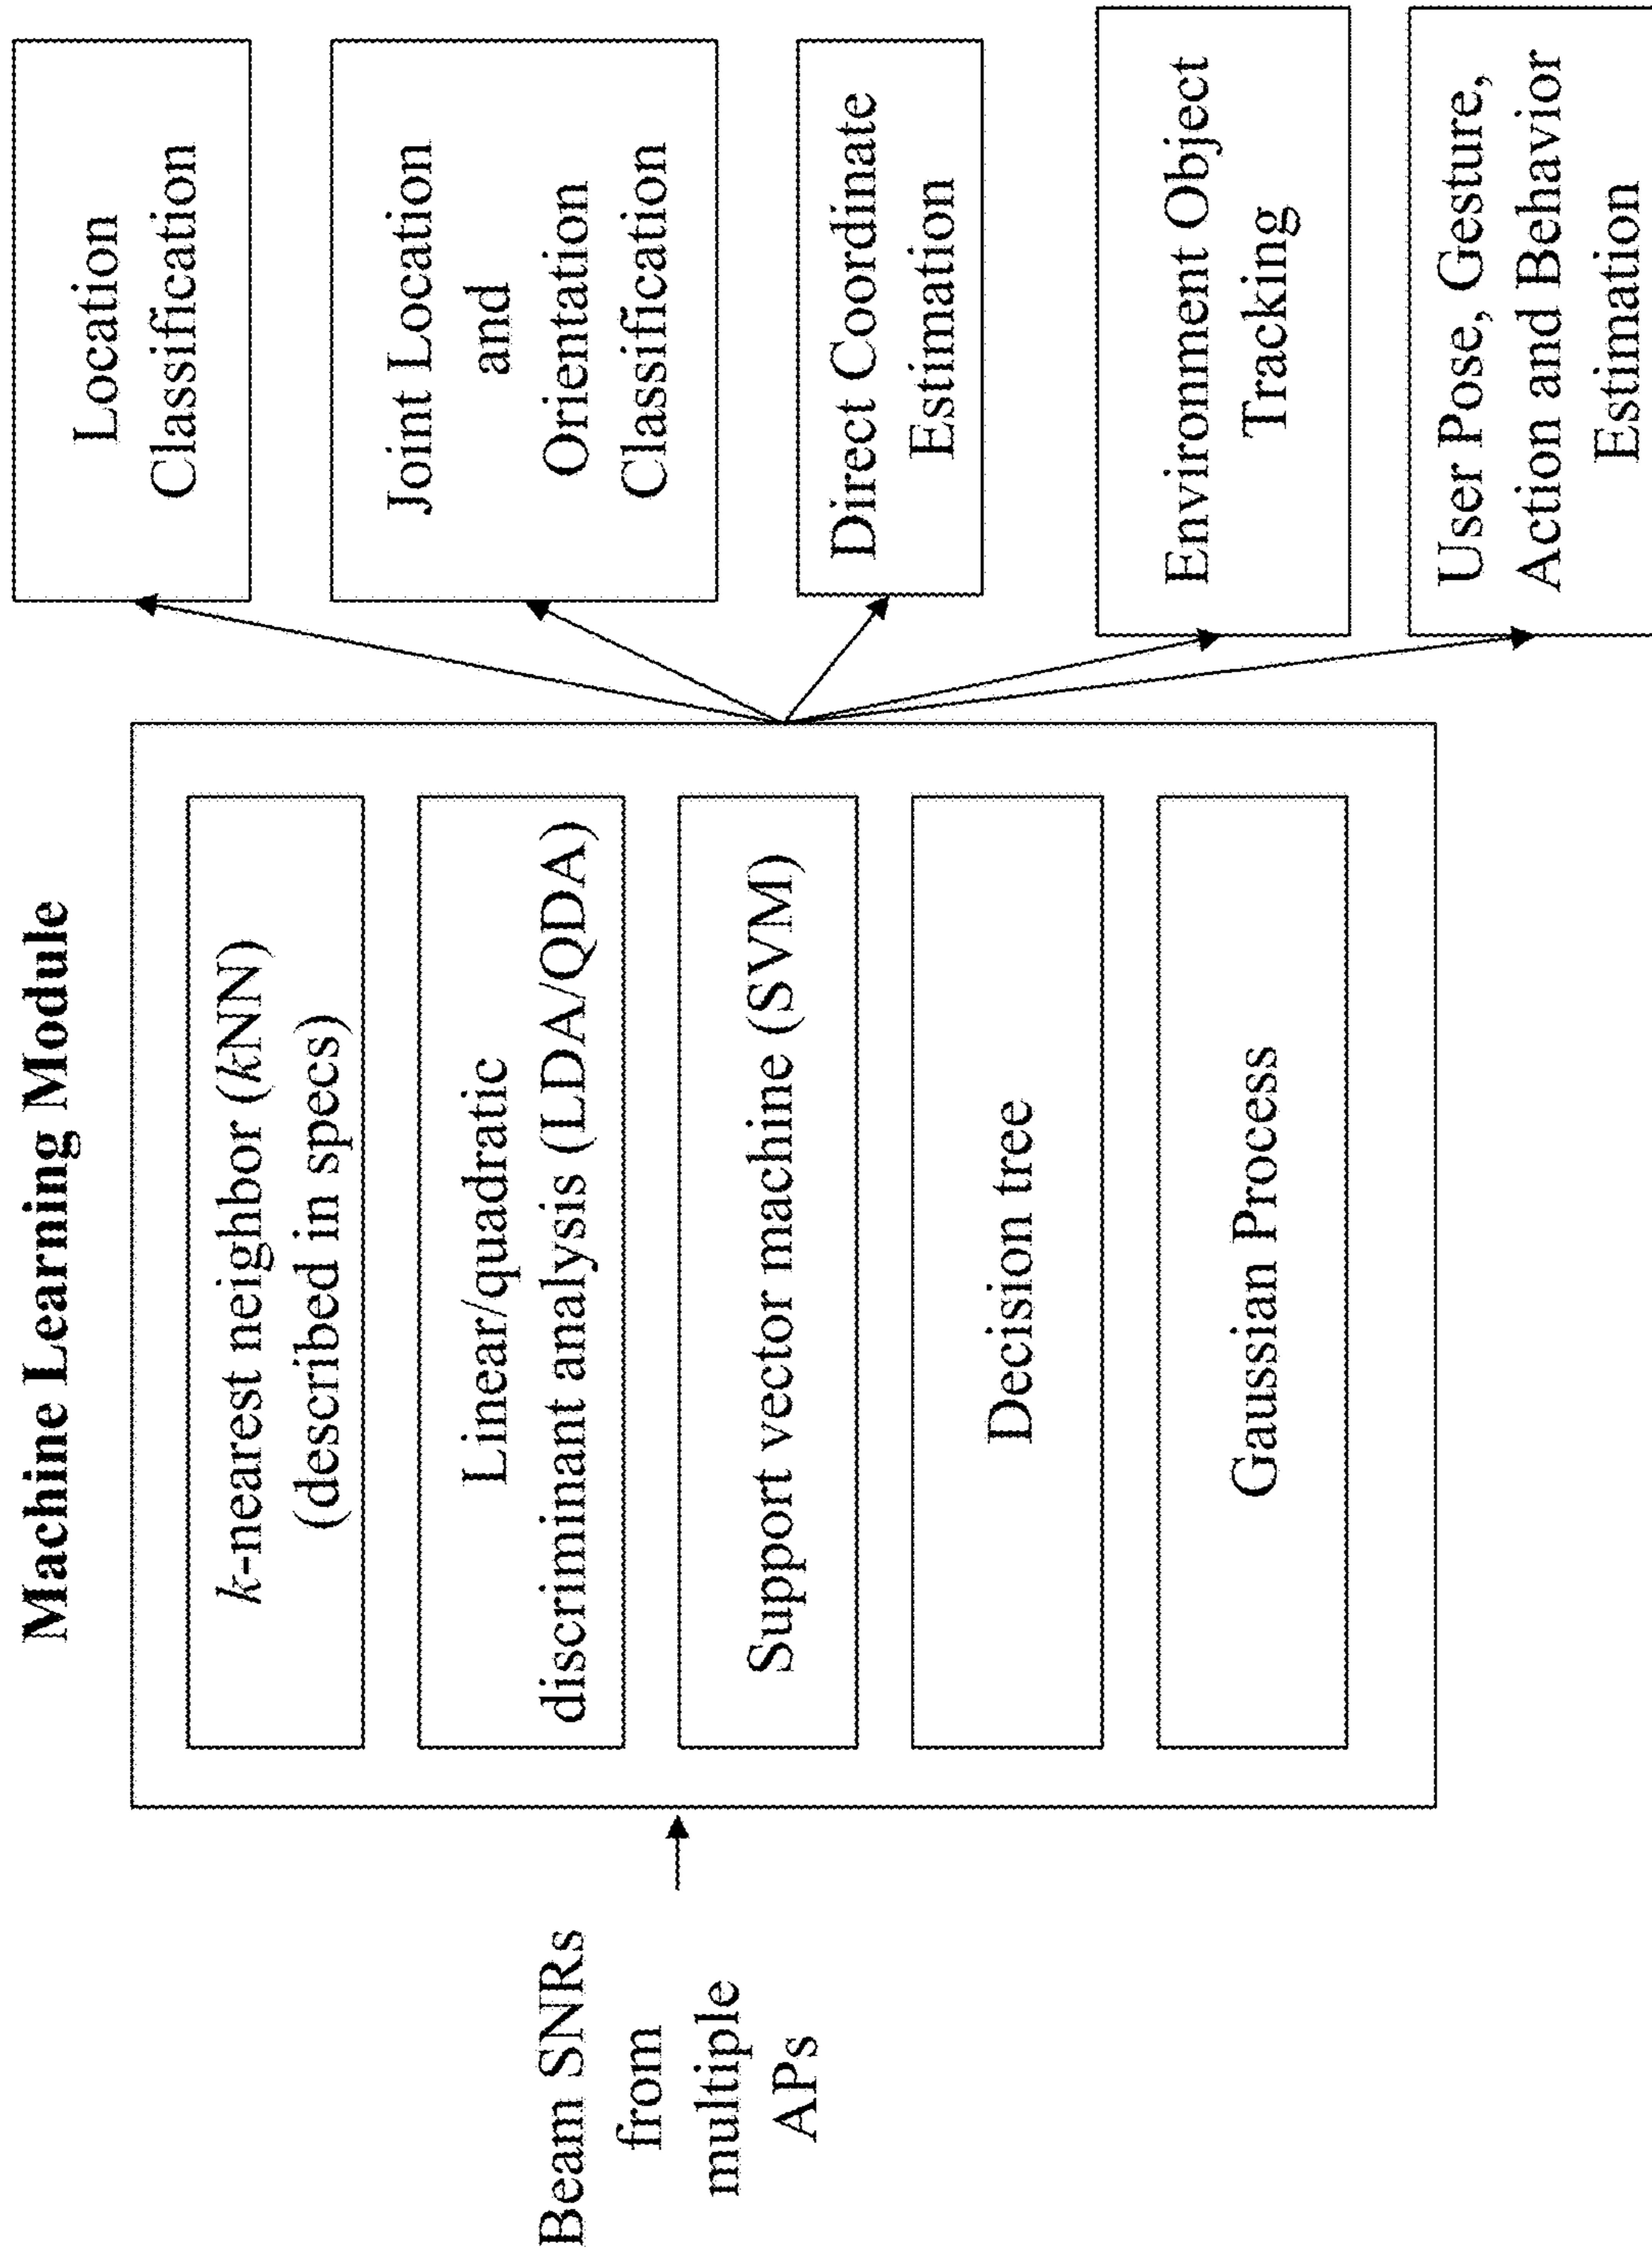 Machine Learning Module
Beam SNRs
from
multiple
APs
k-nearest neighbor (kNN)
(described in specs)
Linear/quadratic
discriminant analysis (LDA/QDA)
Support vector machine (SVM)
Decision tree
Gaussian Process
Location
Classification
Joint Location
and
Orientation
Classification
Direct Coordinate
Estimation
Environment Object
Tracking
User Pose, Gesture,
Action and Behavior
Estimation